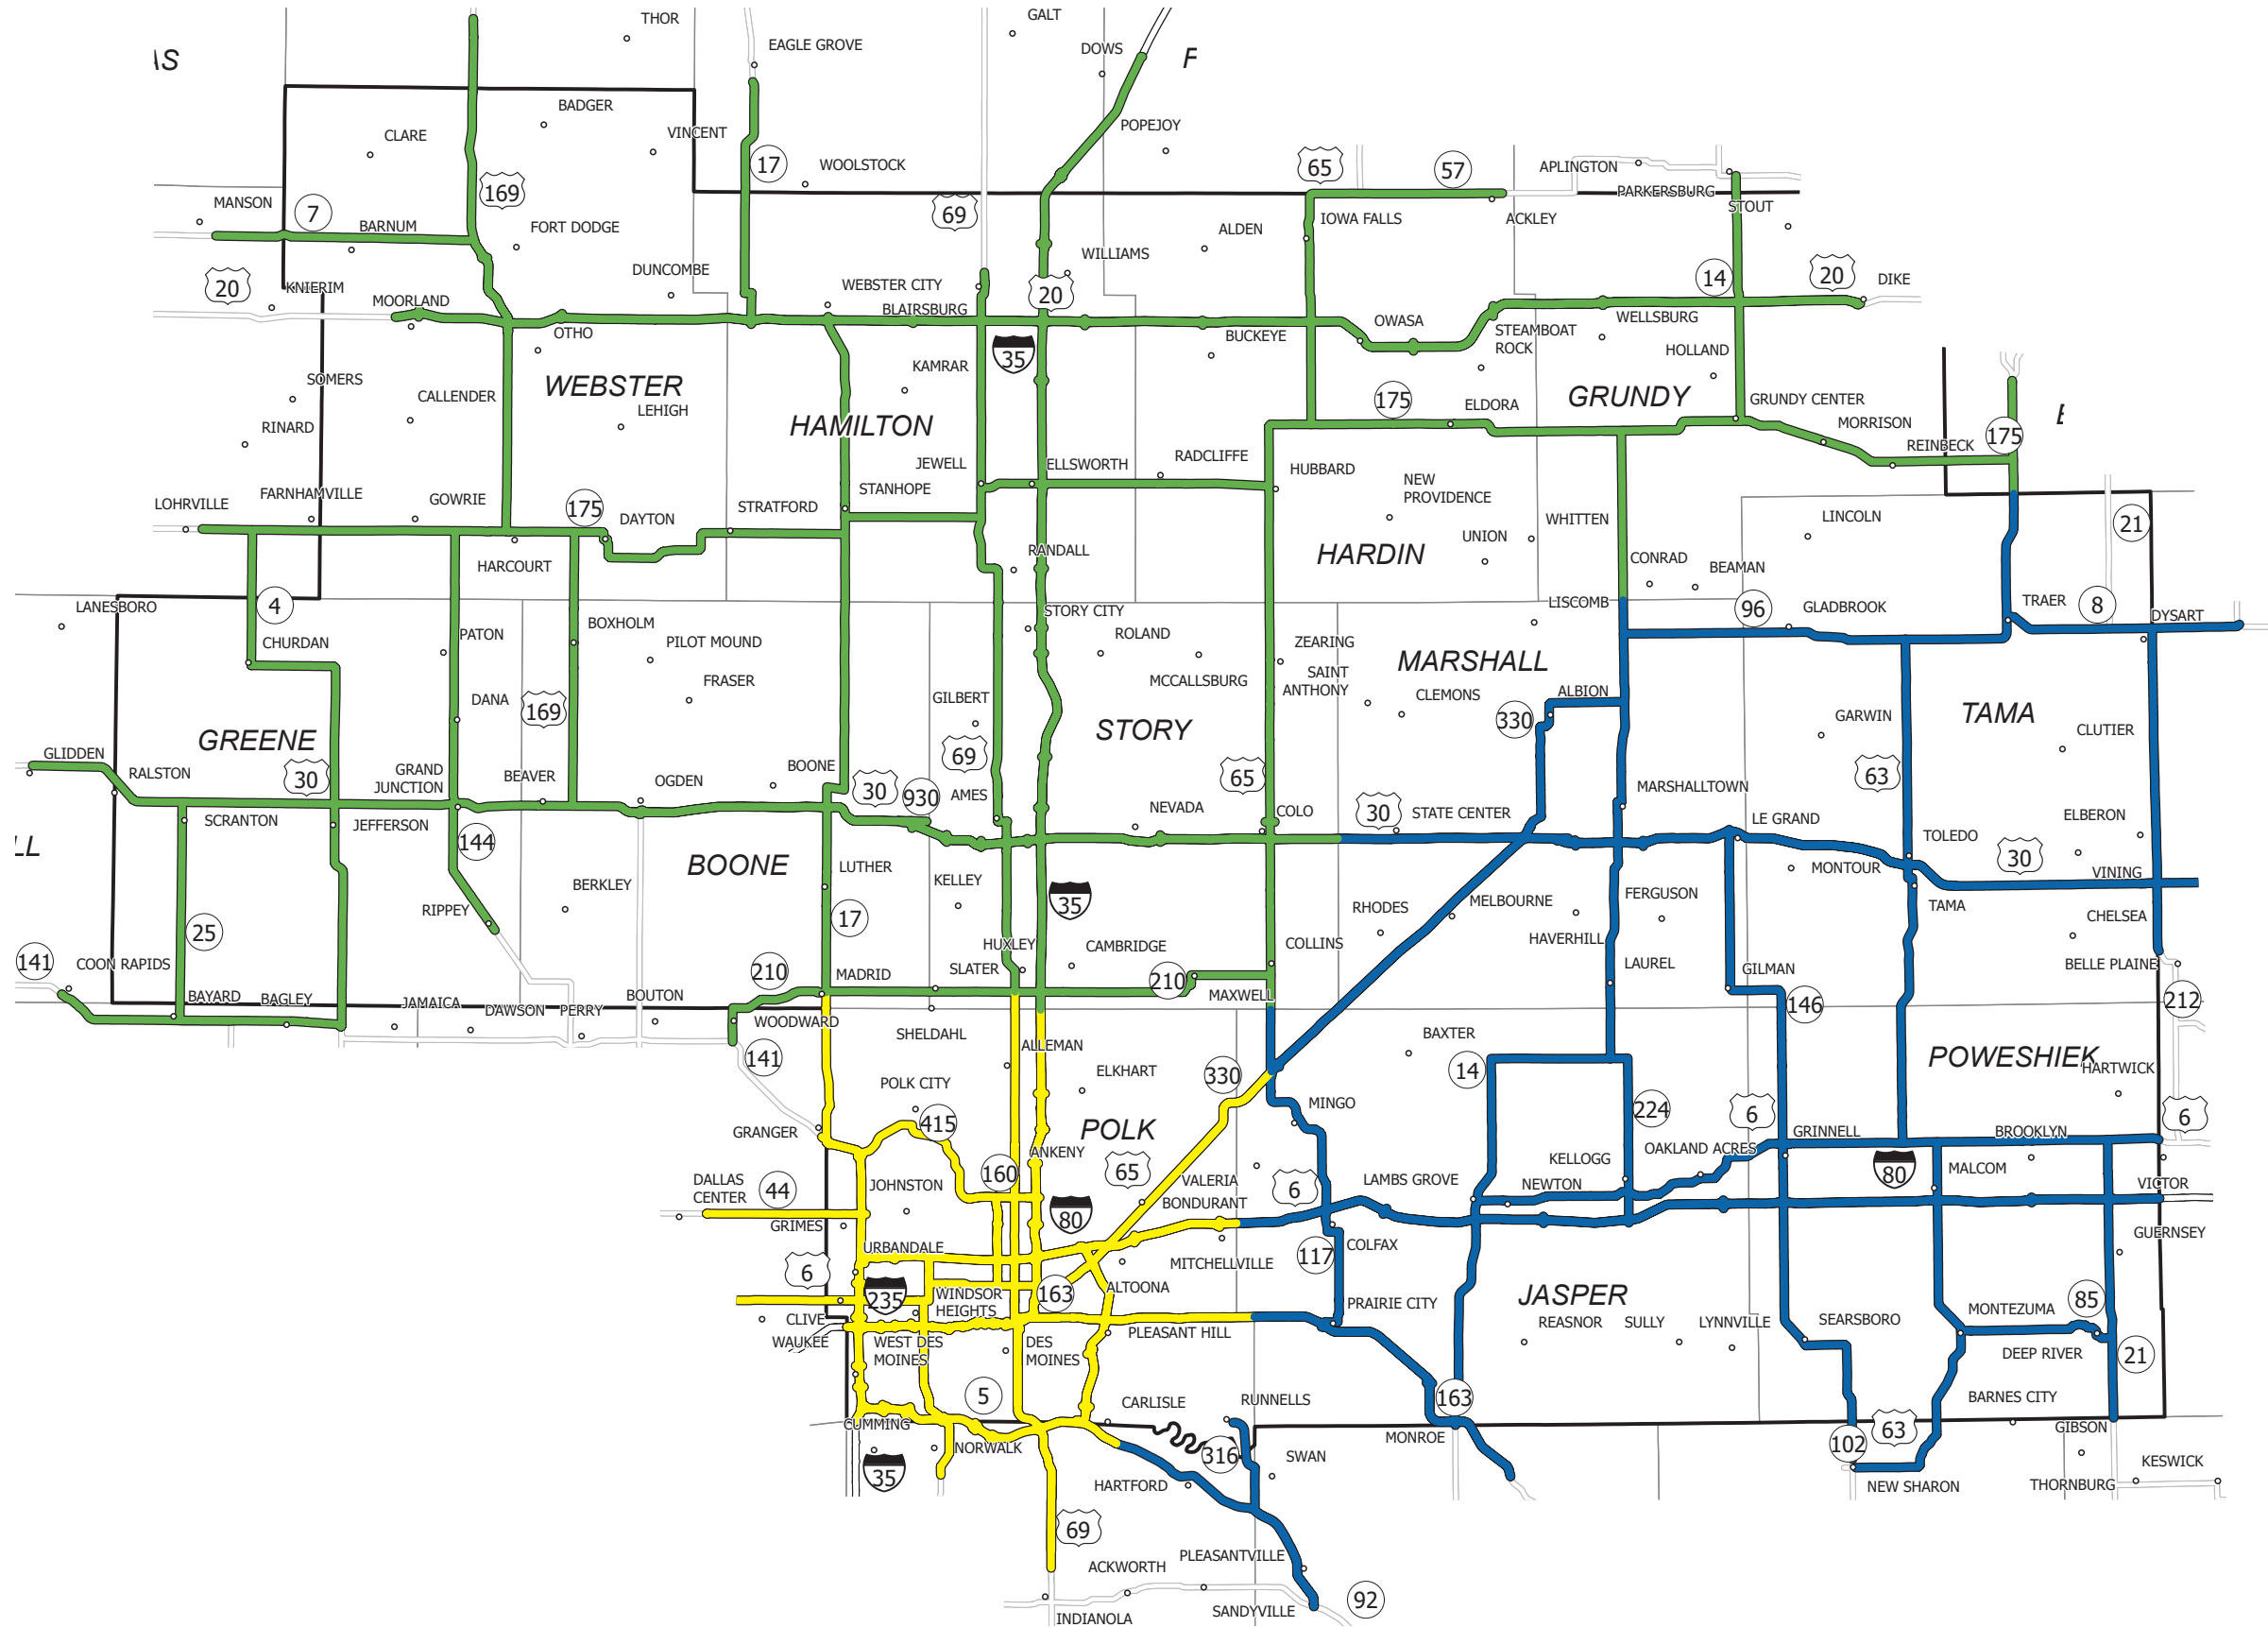 THOR
GALT
EAGLE GROVE
DOWS
AS
F
BADGER
POPEJOY
CLARE
VINCENT
17
WOOLSTOCK
65
57
APLINGTON
169
PARKERSBURG
MANSON
7
69
STOUT
BARNUM
FORT DODGE
IOWA FALLS
ACKLEY
ALDEN
WILLIAMS
DUNCOMBE
20
KNIERIM
WEBSTER CITY
20
14
20
DIKE
MOORLAND
BLAIRSBURG
OTHO
BUCKEYE
OWASA
STEAMBOAT
ROCK
WELLSBURG
35
HOLLAND
KAMRAR
SOMERS
WEBSTER
CALLENDER
LEHIGH
175
ELDORA
GRUNDY
GRUNDY CENTER
RINARD
HAMILTON
MORRISON
175
E
REINBECK
JEWELL
ELLSWORTH
RADCLIFFE
HUBBARD
NEW
PROVIDENCE
LOHRVILLE
FARNHAMVILLE
GOWRIE
175
DAYTON
STRATFORD
STANHOPE
WHITTEN
LINCOLN
21
UNION
HARDIN
RANDALL
HARCOURT
CONRAD
BEAMAN
LANESBORO
4
STORY CITY
LISCOMB
96
GLADBROOK
TRAER
8
DYSART
CHURDAN
PATON
BOXHOLM
PILOT MOUND
ROLAND
ZEARING
MARSHALL
FRASER
MCCALLSBURG
SAINT
ANTHONY
CLEMONS
ALBION
DANA
169
GILBERT
330
GARWIN
TAMA
CLUTIER
GREENE
STORY
GLIDDEN
RALSTON
30
GRAND
JUNCTION
BEAVER
OGDEN
BOONE
30
930
69
AMES
65
63
MARSHALLTOWN
NEVADA
COLO
30
STATE CENTER
LE GRAND
ELBERON
SCRANTON
JEFFERSON
144
TOLEDO
LL
BOONE
LUTHER
KELLEY
MONTOUR
30
VINING
BERKLEY
35
RHODES
MELBOURNE
FERGUSON
TAMA
RIPPEY
17
CHELSEA
25
HUXLEY
CAMBRIDGE
COLLINS
HAVERHILL
141
COON RAPIDS
210
MADRID
SLATER
210
LAUREL
GILMAN
BELLE PLAINE
BAYARD
BAGLEY
JAMAICA
DAWSON
PERRY
BOUTON
MAXWELL
146
212
WOODWARD
SHELDAHL
ALLEMAN
BAXTER
141
POWESHIEK
HARTWICK
POLK CITY
ELKHART
330
14
415
MINGO
224
6
6
GRANGER
POLK
GRINNELL
BROOKLYN
ANKENY
OAKLAND ACRES
DALLAS
CENTER
44
JOHNSTON
160
65
VALERIA
6
LAMBS GROVE
KELLOGG
80
MALCOM
80
BONDURANT
NEWTON
VICTOR
GRIMES
GUERNSEY
URBANDALE
117
COLFAX
6
MITCHELLVILLE
235
WINDSOR
HEIGHTS
163
ALTOONA
PRAIRIE CITY
JASPER
85
MONTEZUMA
CLIVE
WAUKEE
WEST DES
MOINES
DES
MOINES
PLEASANT HILL
REASNOR
SULLY
LYNNVILLE
SEARSBORO
DEEP RIVER
21
5
CARLISLE
RUNNELLS
163
BARNES CITY
CUMMING
63
GIBSON
NORWALK
316
SWAN
MONROE
102
35
HARTFORD
NEW SHARON
THORNBURG
KESWICK
69
ACKWORTH
PLEASANTVILLE
92
INDIANOLA
SANDYVILLE